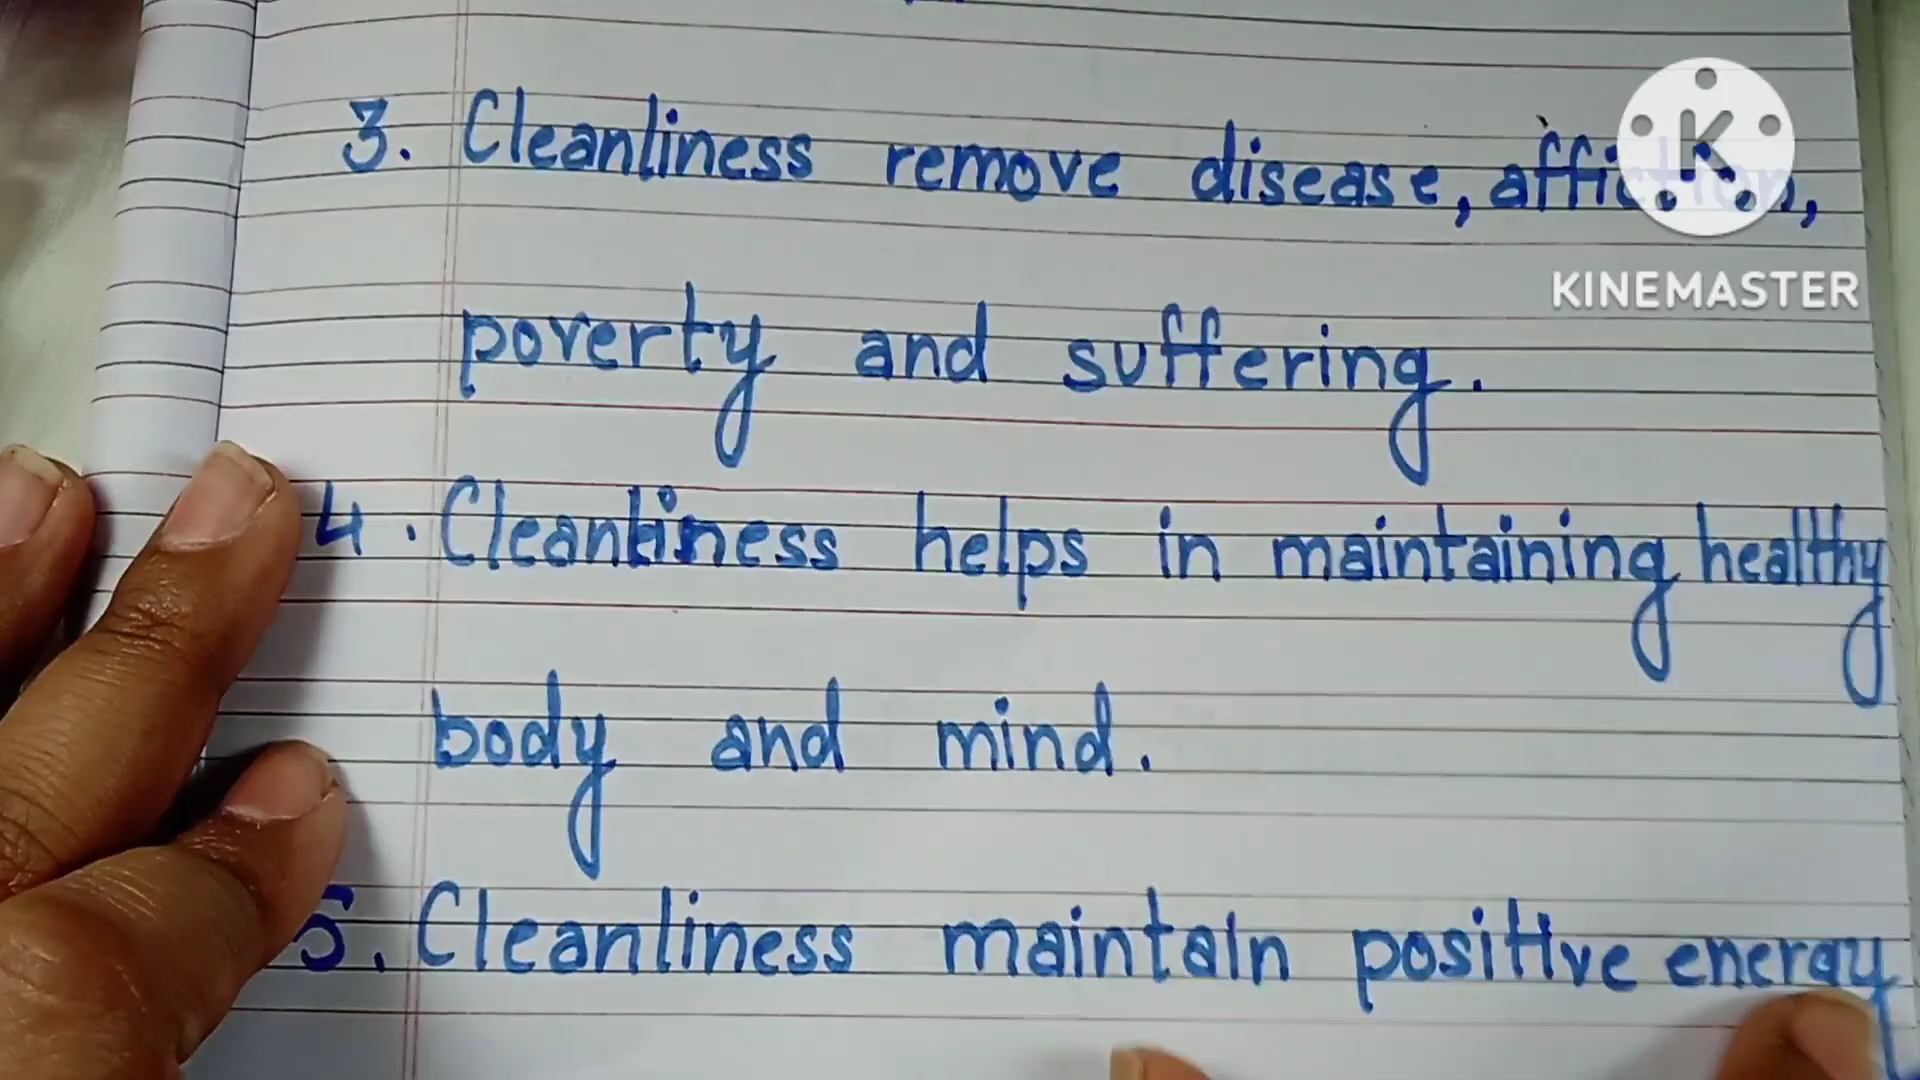 3. Cleanliness remove disease,
poverty and suffering.
4. Cleanliness helps in maintaining healthy
body and mind.
5. Cleanliness maintain positive energy
KINEMASTER